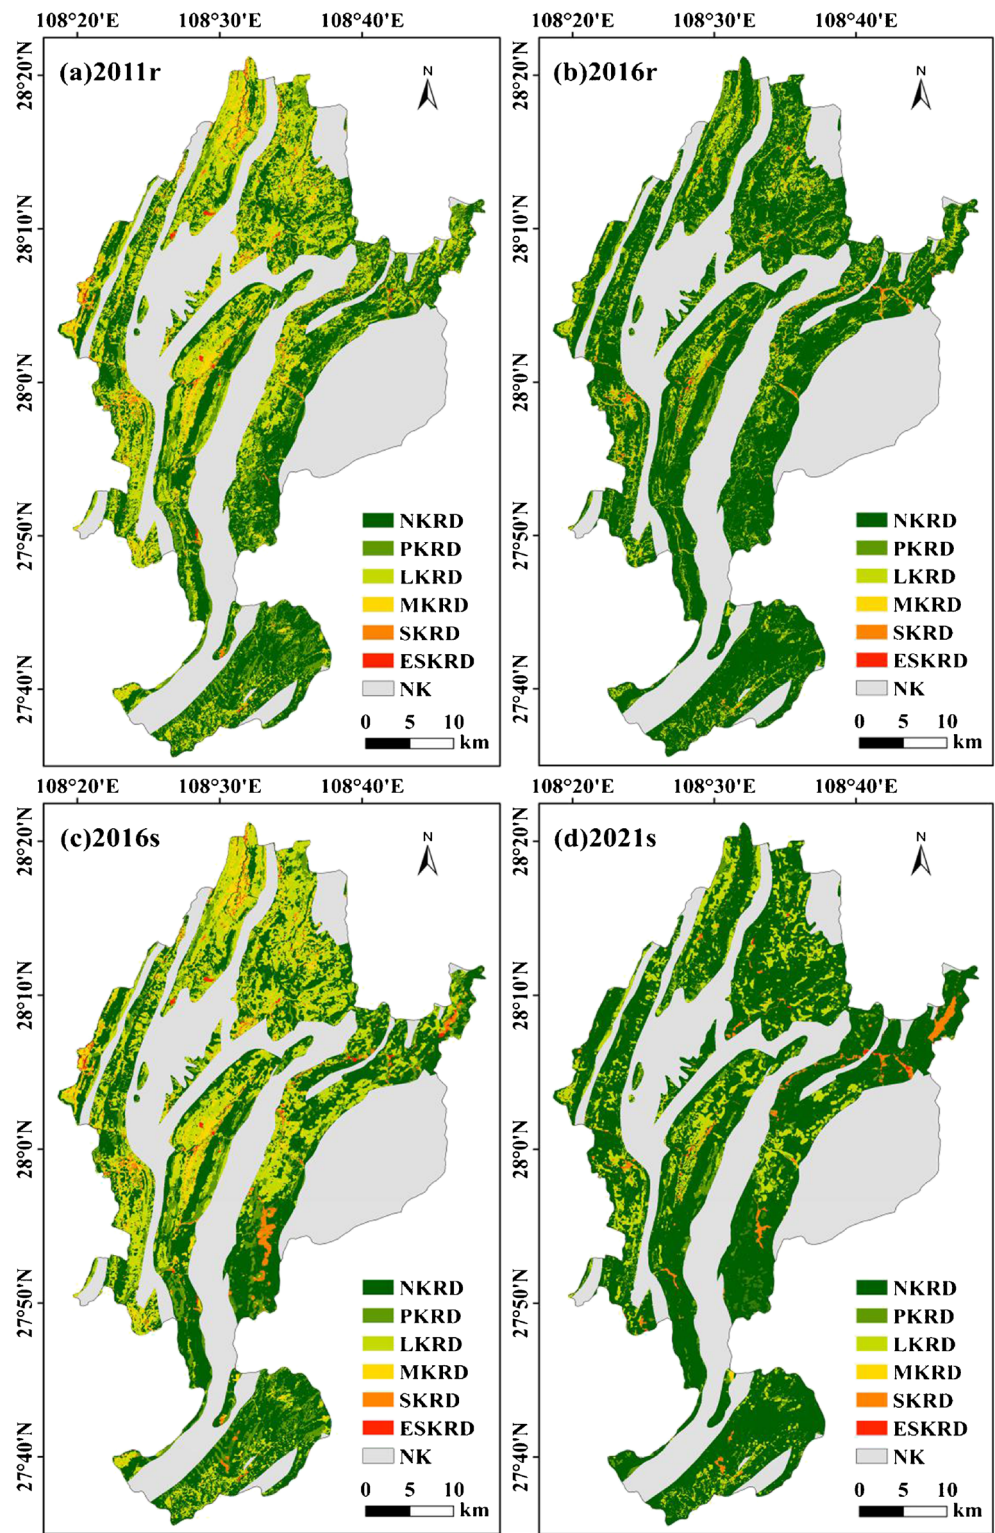 108°20'E 108°30'E 108°40'E 108°20'E 108°30'E 108°40'E
(a)2011r
N
28°20'N
28°10'N
28°0'N
27°50'N
27°40'N
NKRD
PKRD
LKRD
MKRD
SKRD
ESKRD
NK
0 5 10
km
(b)2016r
N
NKRD
PKRD
LKRD
MKRD
SKRD
ESKRD
NK
0 5 10
km
108°20'E 108°30'E 108°40'E 108°20'E 108°30'E 108°40'E
(c)2016s
N
28°20'N
28°10'N
28°0'N
27°50'N
27°40'N
NKRD
PKRD
LKRD
MKRD
SKRD
ESKRD
NK
0 5 10
km
(d)2021s
N
28°20'N
28°10'N
28°0'N
27°50'N
27°40'N
NKRD
PKRD
LKRD
MKRD
SKRD
ESKRD
NK
0 5 10
km
28°20'N
28°10'N
28°0'N
27°50'N
27°40'N